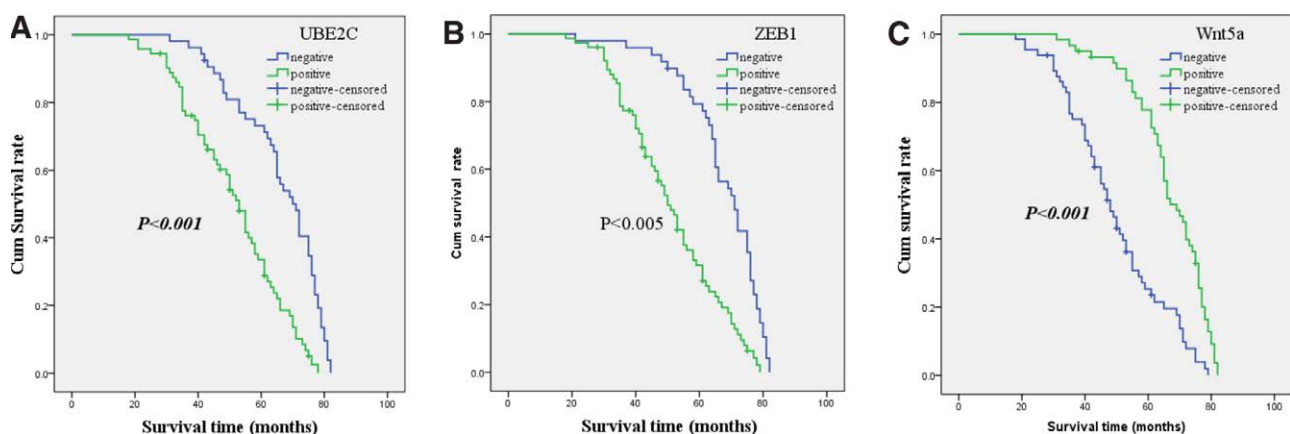 A
UBE2C
negative
positive
negative-censored
positive-censored
P<0.001
Cum Survival rate
1.0
0.8
0.6
0.4
0.2
0.0
0 20 40 60 80 100
Survival time (months)
B
ZEB1
negative
positive
negative-censored
positive-censored
P<0.005
Cum survival rate
1.0
0.8
0.6
0.4
0.2
0.0
0 20 40 60 80 100
Survival time (months)
C
Wnt5a
negative
positive
negative-censored
positive-censored
P<0.001
Cum survival rate
1.0
0.8
0.6
0.4
0.2
0.0
0 20 40 60 80 100
Survival time (months)